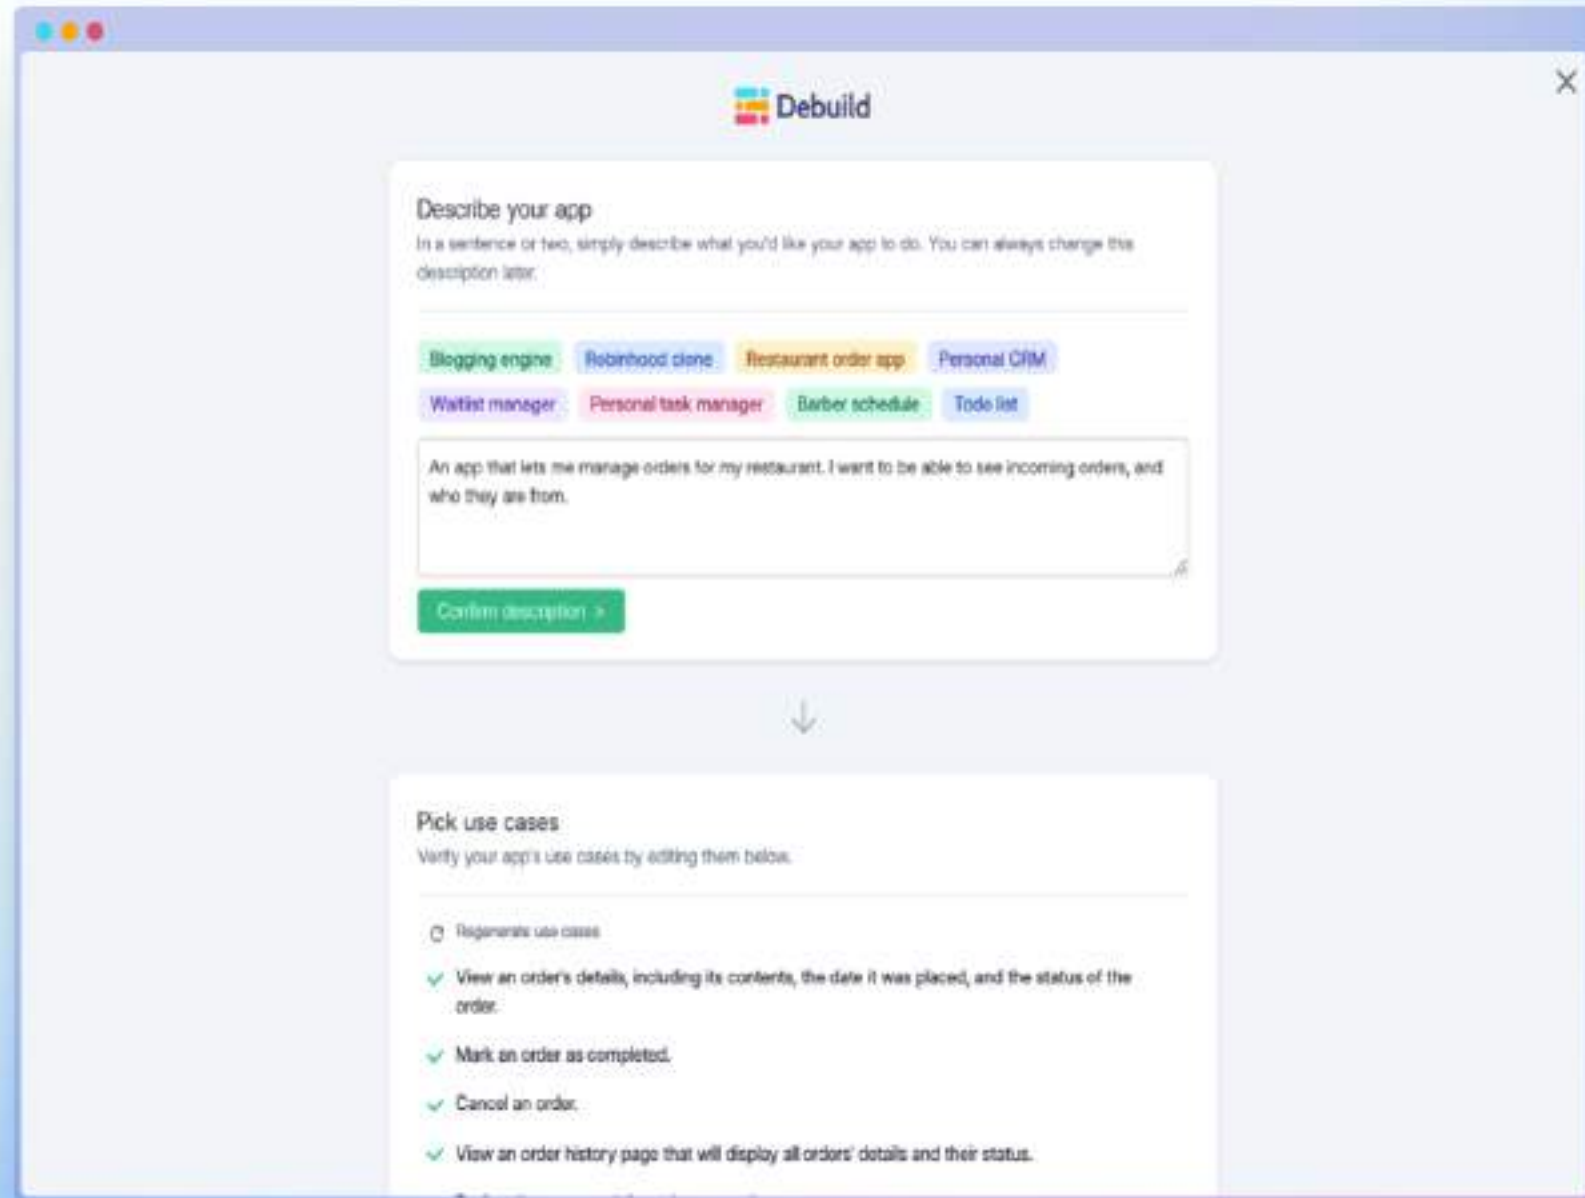 Debuild
Describe your app
In a sentence or two, simply describe what you'd like your app to do. You can always change this
description later.
Blogging engine Robinhood clone Restaurant order app Personal CRM
Waitlist manager Personal task manager Barber schedule Todo list
An app that lets me manage orders for my restaurant. I want to be able to see incoming orders, and
who they are from.
Confirm description >
Pick use cases
Verify your app's use cases by editing them below.
Regenerate use cases
View an order's details, including its contents, the date it was placed, and the status of the
order.
Mark an order as completed.
Cancel an order.
View an order history page that will display all orders' details and their status.